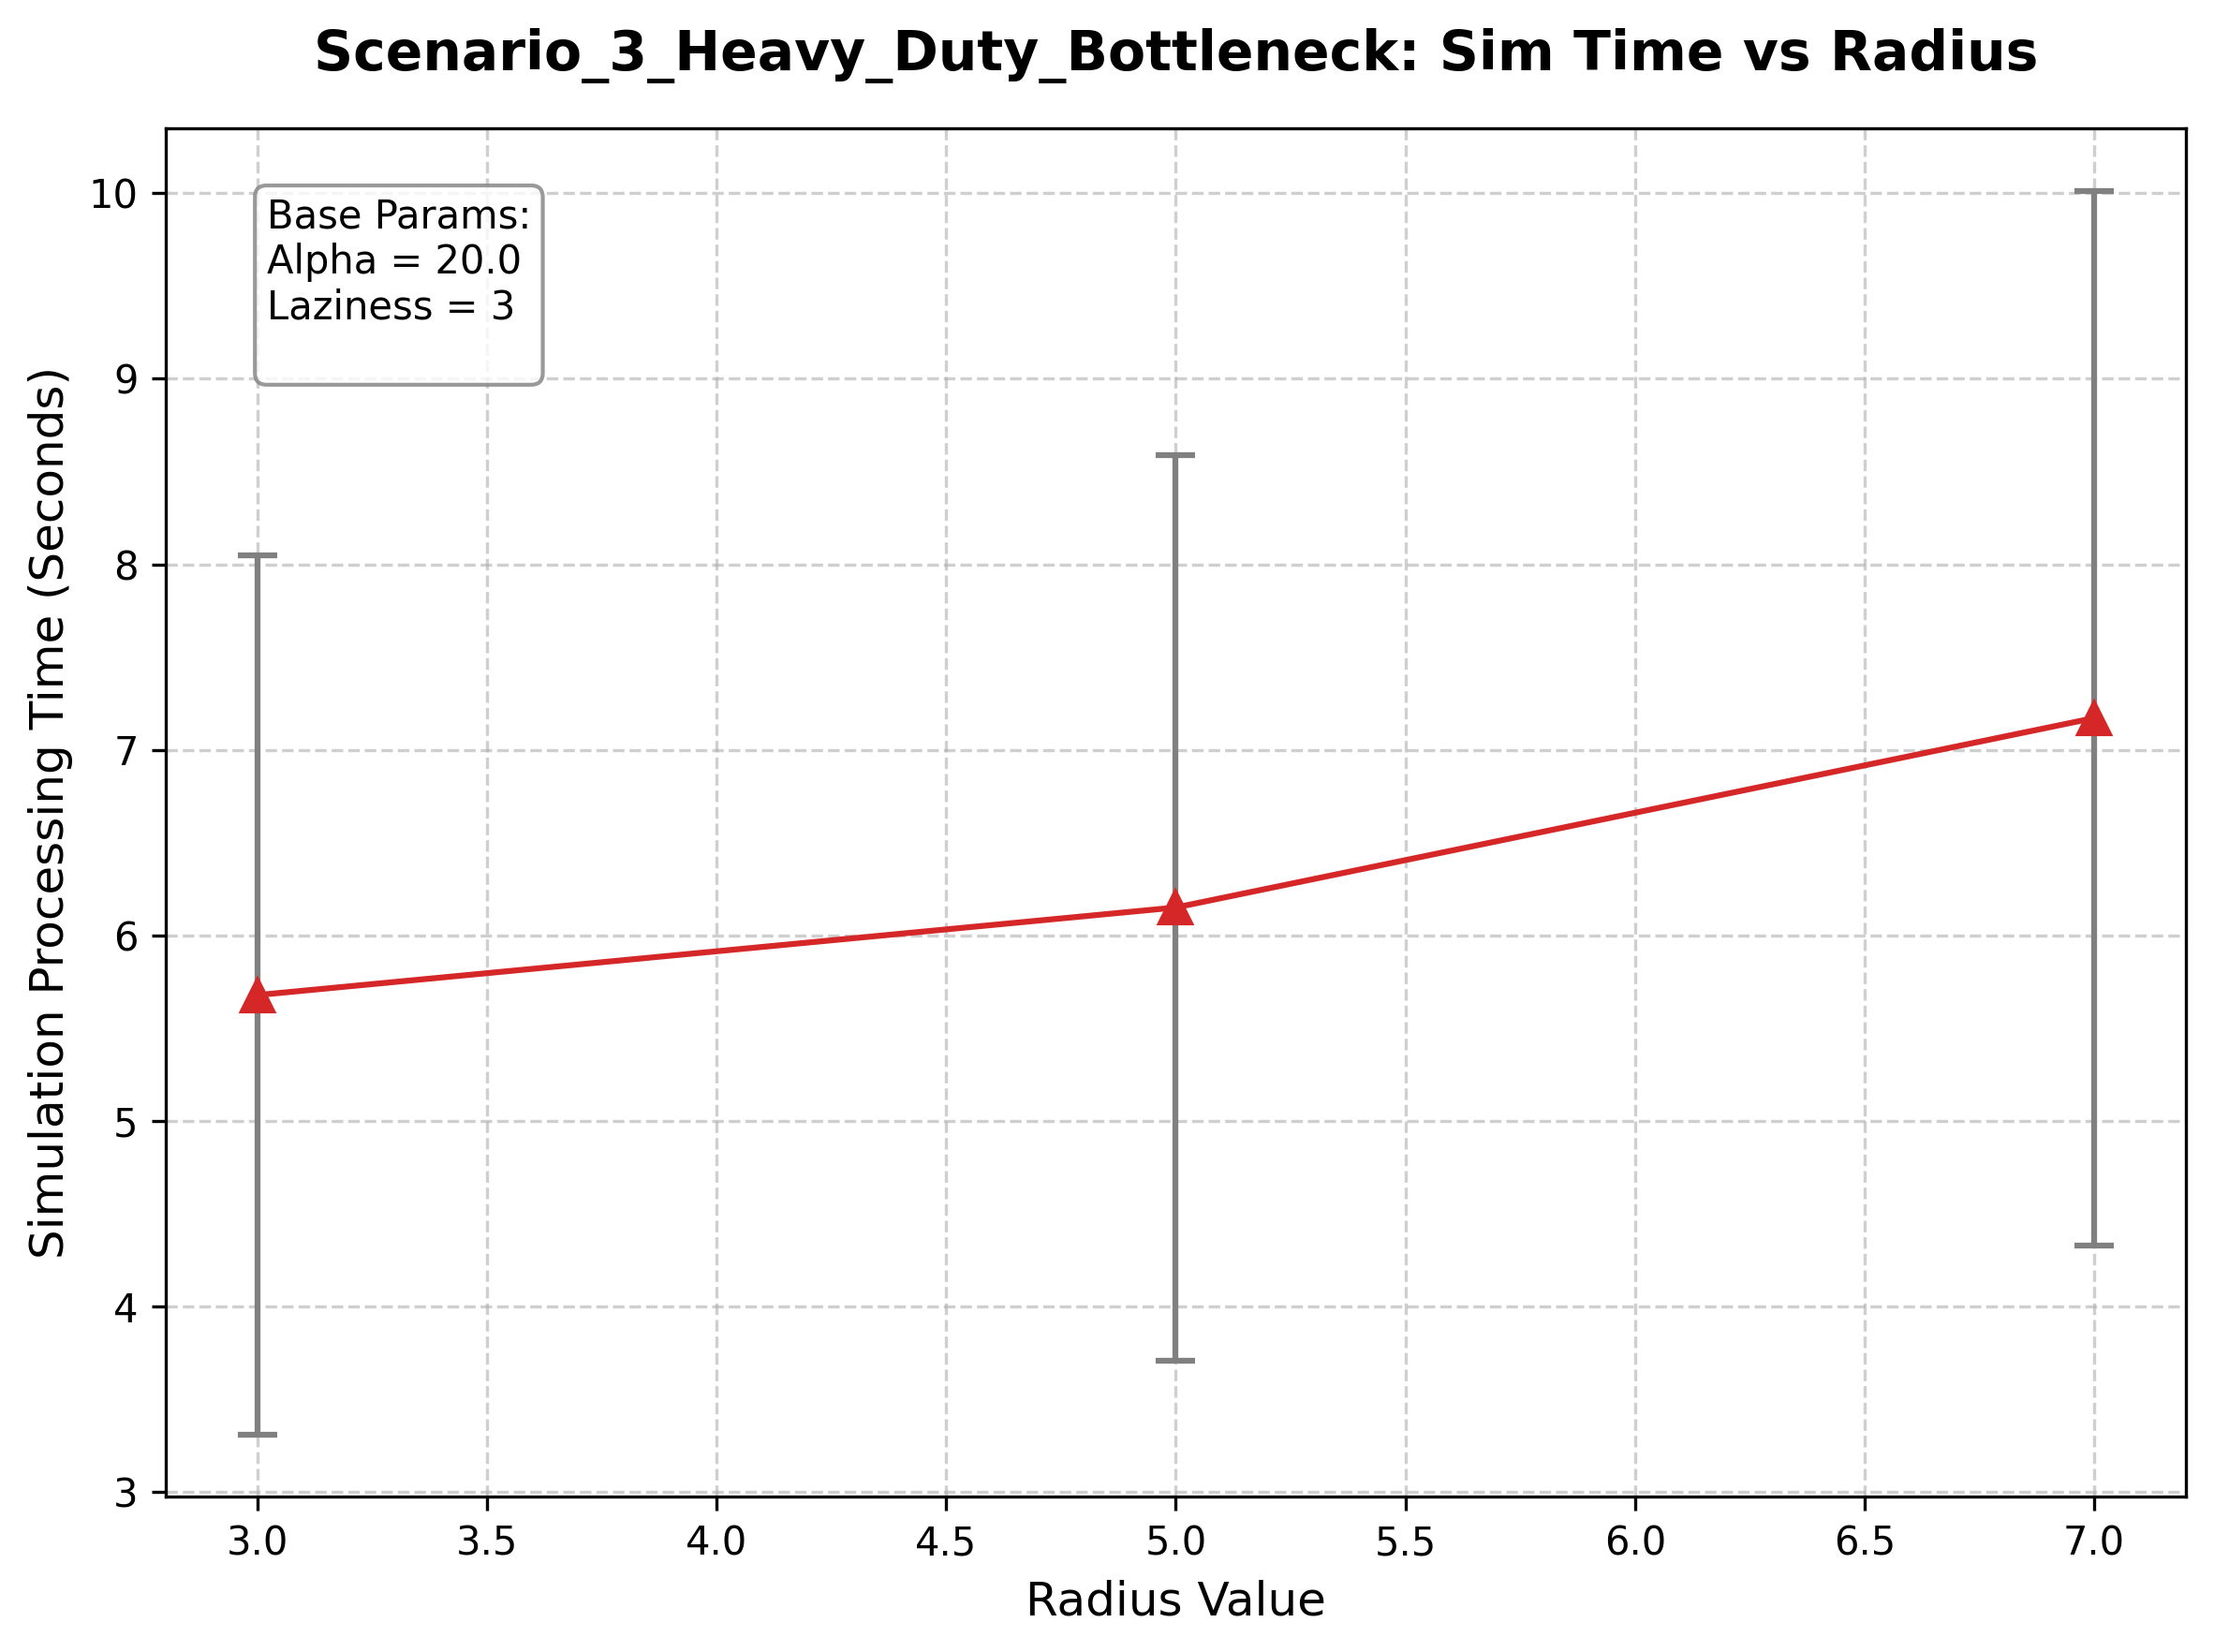 Scenario_3_Heavy_Duty_Bottleneck: Sim Time vs Radius
Base Params:
Alpha = 20.0
Laziness = 3
Simulation Processing Time (Seconds)
10
9
8
7
6
5
4
3
3.0 3.5 4.0 4.5 5.0 5.5 6.0 6.5 7.0
Radius Value